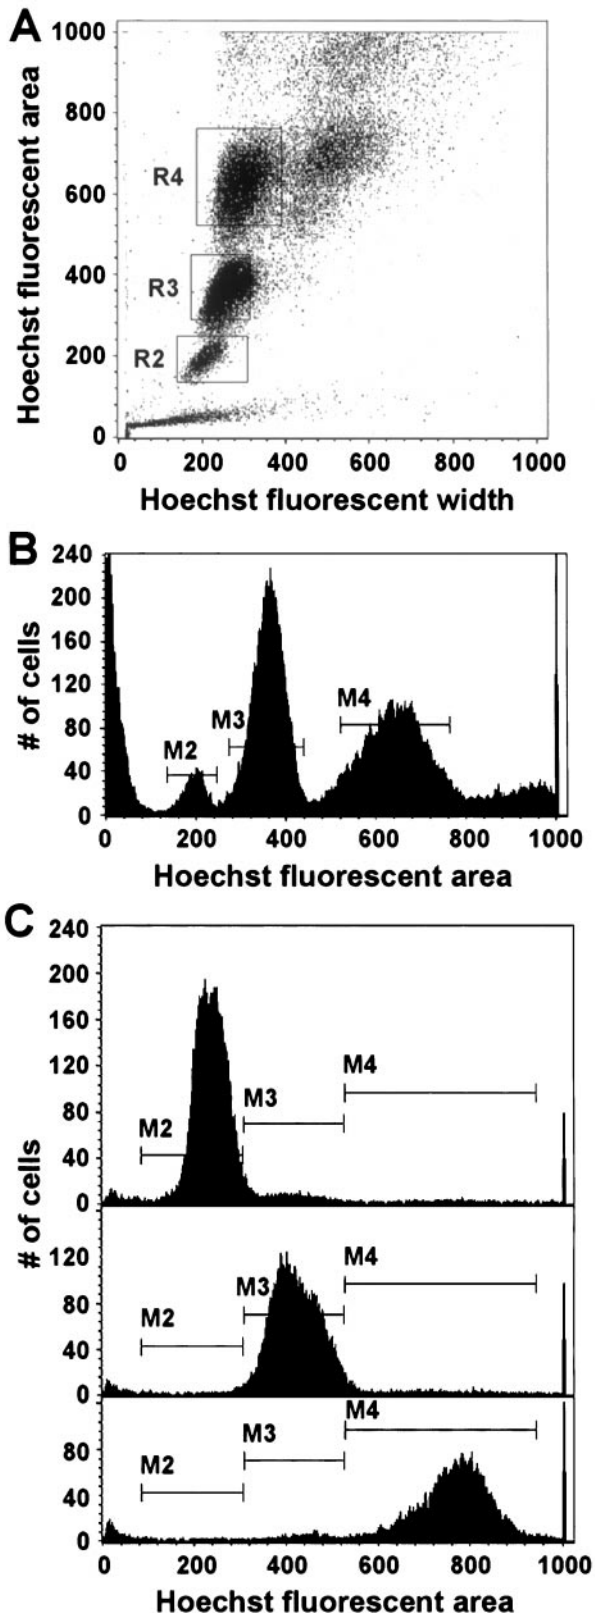 A
Hoechst fluorescent area
1000
800
600
400
200
0
R4
R3
R2
0 200 400 600 800 1000
Hoechst fluorescent width
B
# of cells
240
200
160
120
80
40
0
M2
M3
M4
0 200 400 600 800 1000
Hoechst fluorescent area
C
# of cells
240
200
160
120
80
40
0
M2
M3
M4
120
80
40
0
M2
M3
M4
80
40
0
M2
M3
M4
0 200 400 600 800 1000
Hoechst fluorescent area